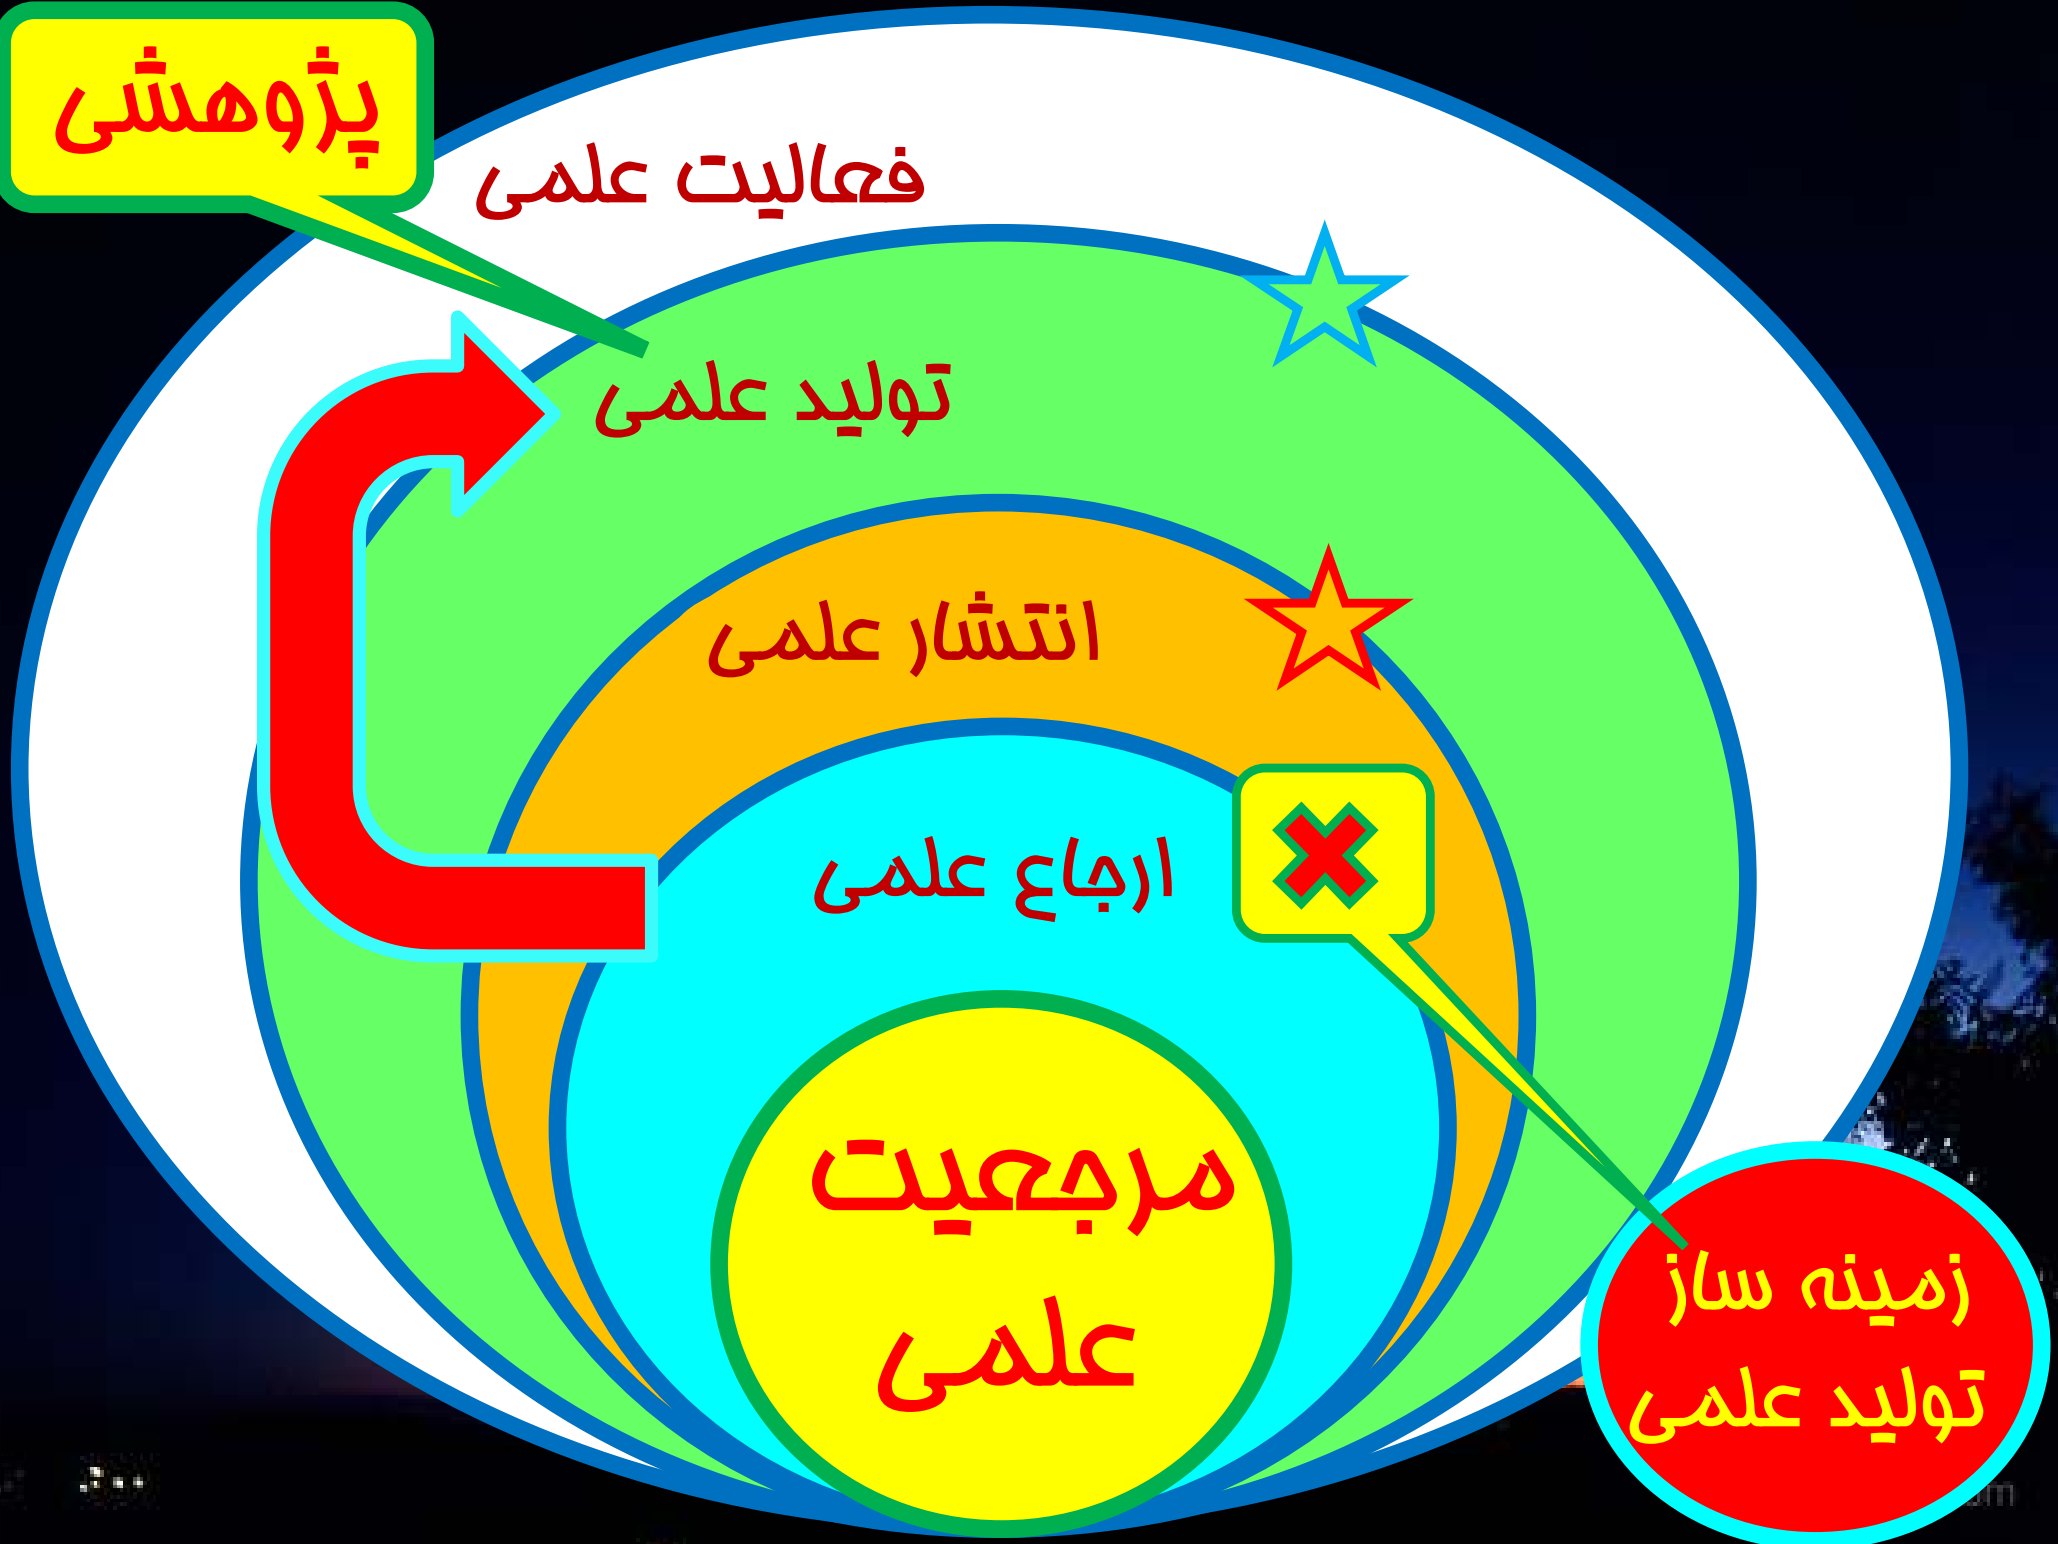 پژوهشی
فعالیت علمی
تولید علمی
انتشار علمی
ارجاع علمی
مرجعیت
علمی
زمینه ساز
تولید علمی